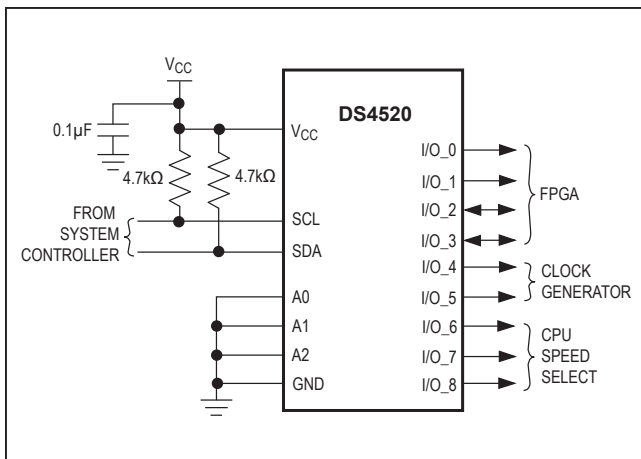 VCC
0.1µF
4.7kΩ
4.7kΩ
FROM
SYSTEM
CONTROLLER
DS4520
VCC
SCL
SDA
A0
A1
A2
GND
I/O_0
I/O_1
I/O_2
I/O_3
I/O_4
I/O_5
I/O_6
I/O_7
I/O_8
FPGA
CLOCK
GENERATOR
CPU
SPEED
SELECT